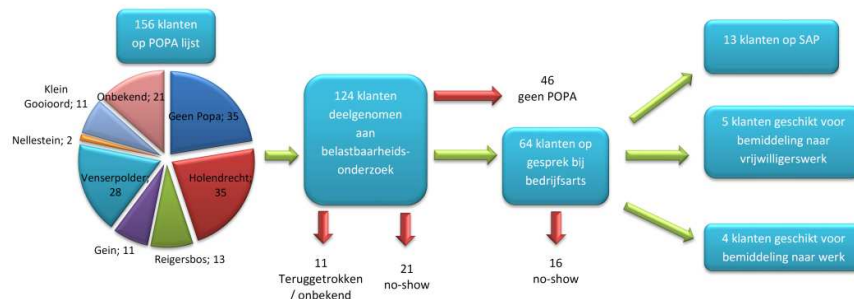 156 klanten
op POPA lijst
Klein
Gooioord; 11
Onbekend; 21
Geen Popa; 35
Nellestein; 2
Venserpolder;
28
Holendrecht;
35
Gein; 11
Reigersbos; 13
124 klanten
deelgenomen
aan
belastbaarheids-
onderzoek
11
Teruggetrokken
/ onbekend
21
no-show
46
geen POPA
64 klanten op
gesprek bij
bedrijfsarts
16
no-show
13 klanten op SAP
5 klanten geschikt voor
bemiddeling naar
vrijwilligerswerk
4 klanten geschikt voor
bemiddeling naar werk